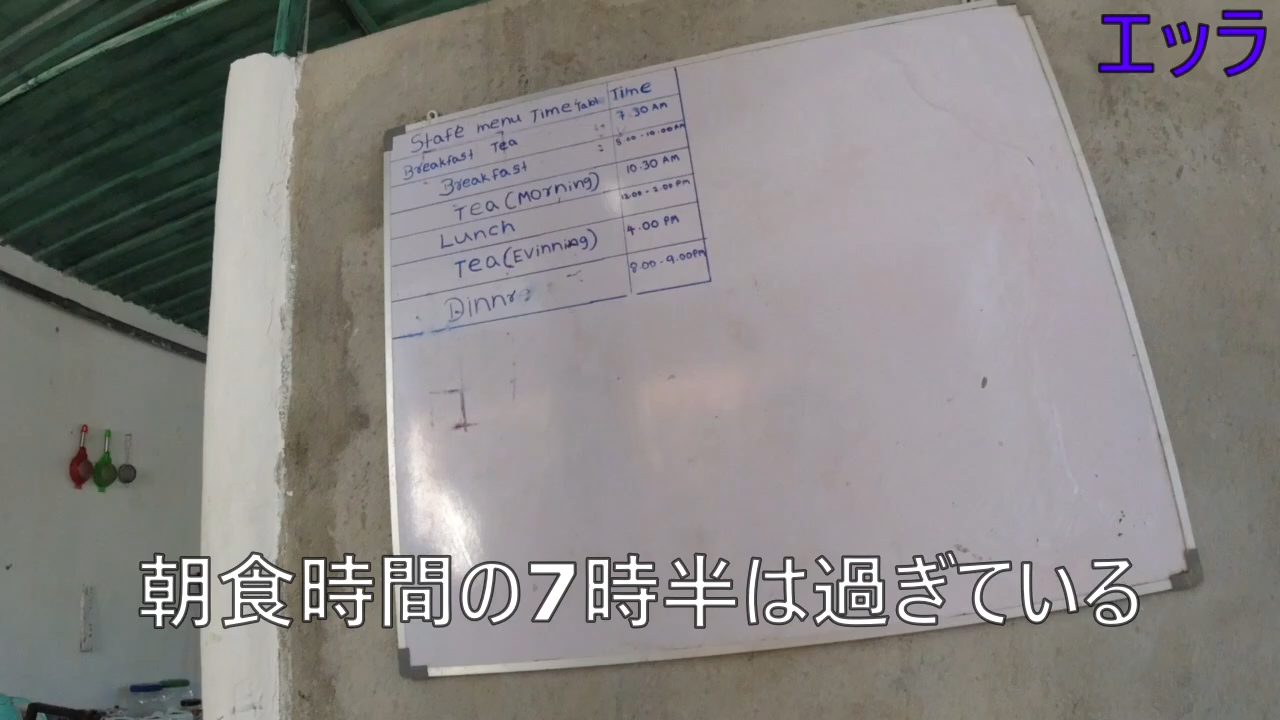 エッラ
Stafe menu Time table Time
Breakfast Tea : 7.30 AM
Breakfast : 8.00 - 10.00 AM
Tea (Morning) 10.30 AM
Lunch 12.00 - 2.00 PM
Tea (Evinning) 4.00 PM
Dinnr 8.00 - 9.00 PM
朝食時間の7時半は過ぎている